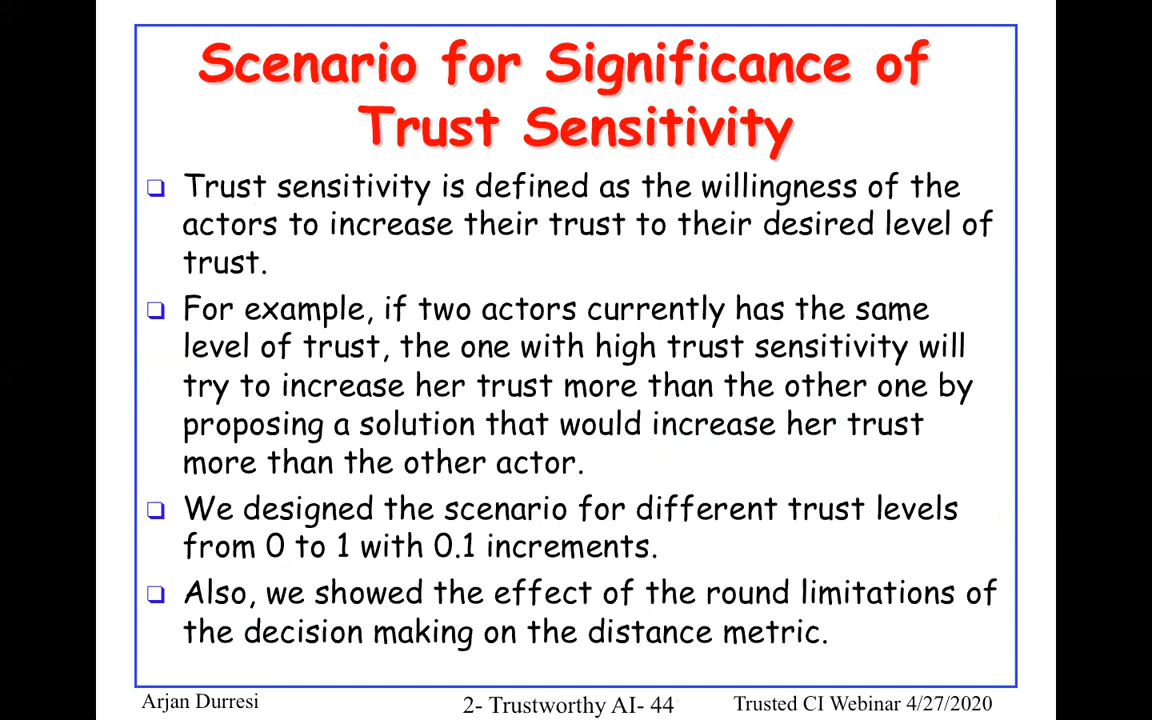 Scenario for Significance of
Trust Sensitivity
Trust sensitivity is defined as the willingness of the
actors to increase their trust to their desired level of
trust.
For example, if two actors currently has the same
level of trust, the one with high trust sensitivity will
try to increase her trust more than the other one by
proposing a solution that would increase her trust
more than the other actor.
We designed the scenario for different trust levels
from 0 to 1 with 0.1 increments.
Also, we showed the effect of the round limitations of
the decision making on the distance metric.
Arjan Durresi
2- Trustworthy AI- 44
Trusted CI Webinar 4/27/2020